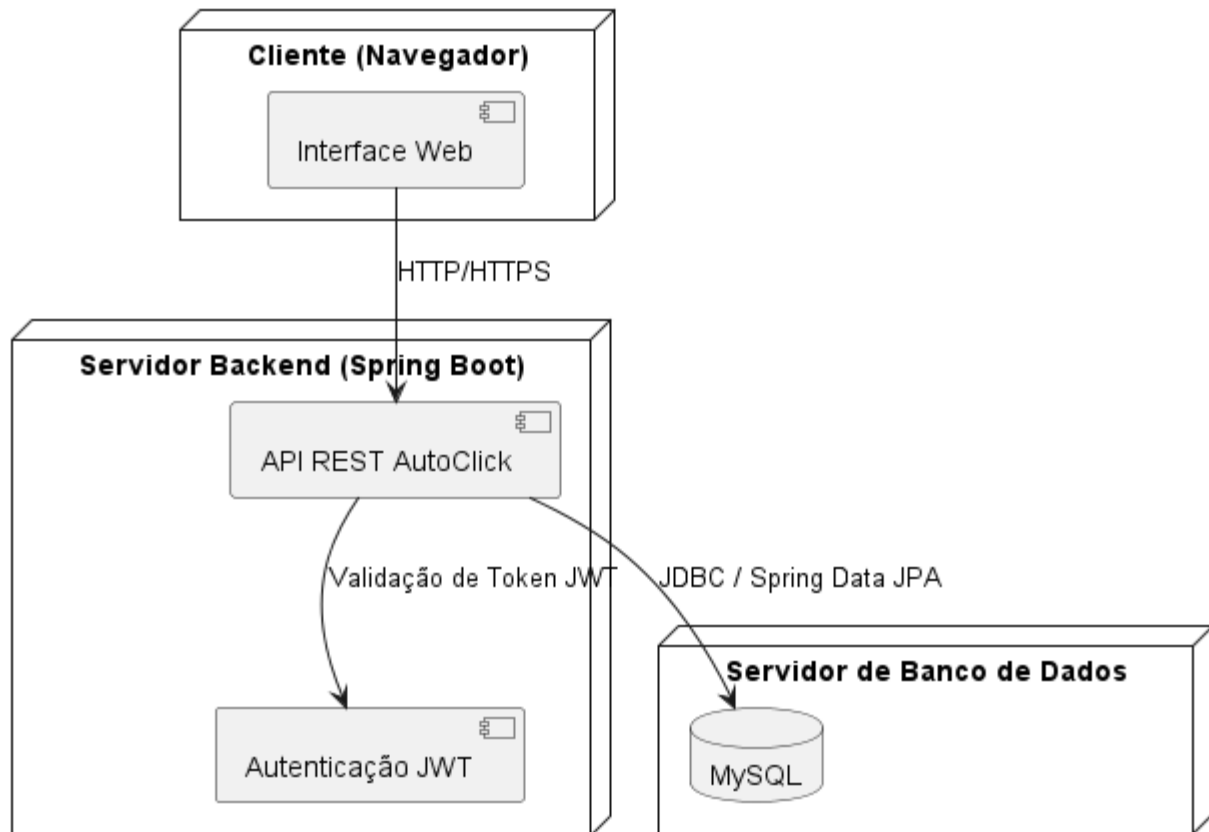 Cliente (Navegador)
Interface Web
HTTP/HTTPS
Servidor Backend (Spring Boot)
API REST AutoClick
Validação de Token JWT
JDBC / Spring Data JPA
Servidor de Banco de Dados
Autenticação JWT
MySQL